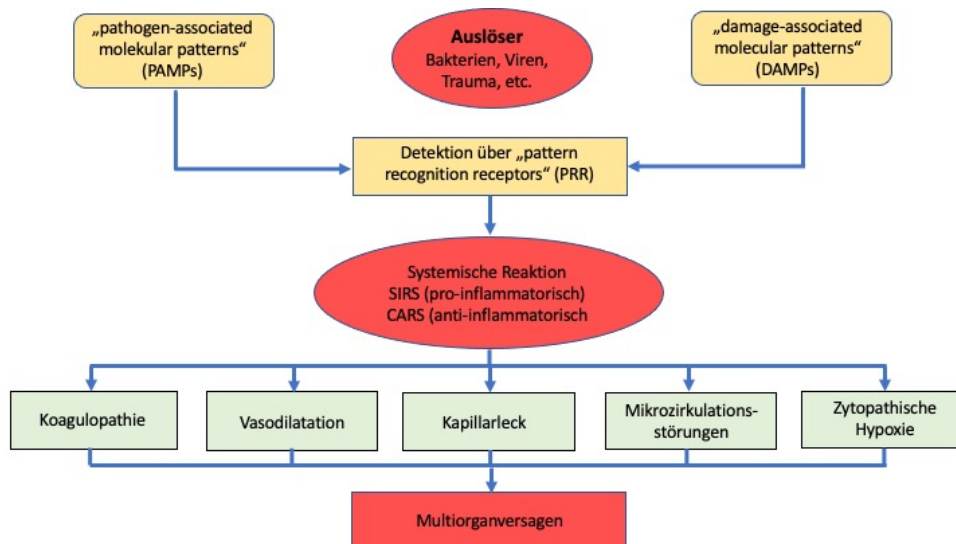 „pathogen-associated
molekular patterns“
(PAMPs)
Auslöser
Bakterien, Viren,
Trauma, etc.
„damage-associated
molecular patterns“
(DAMPs)
Detektion über „pattern
recognition receptors“ (PRR)
Systemische Reaktion
SIRS (pro-inflammatorisch)
CARS (anti-inflammatorisch
Koagulopathie
Vasodilatation
Kapillarleck
Mikrozirkulations-
störungen
Zytopathische
Hypoxie
Multiorganversagen